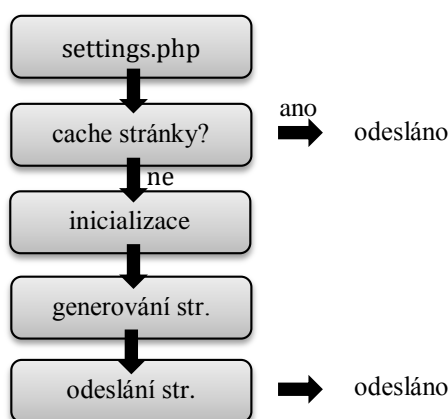 settings.php
ano
cache stránky?
odesláno
ne
inicializace
generování str.
odeslání str.
odesláno